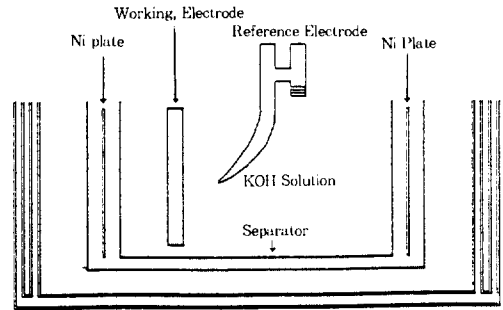 Working, Electrode
Ni plate
Reference Electrode
Ni Plate
KOH Solution
Separator